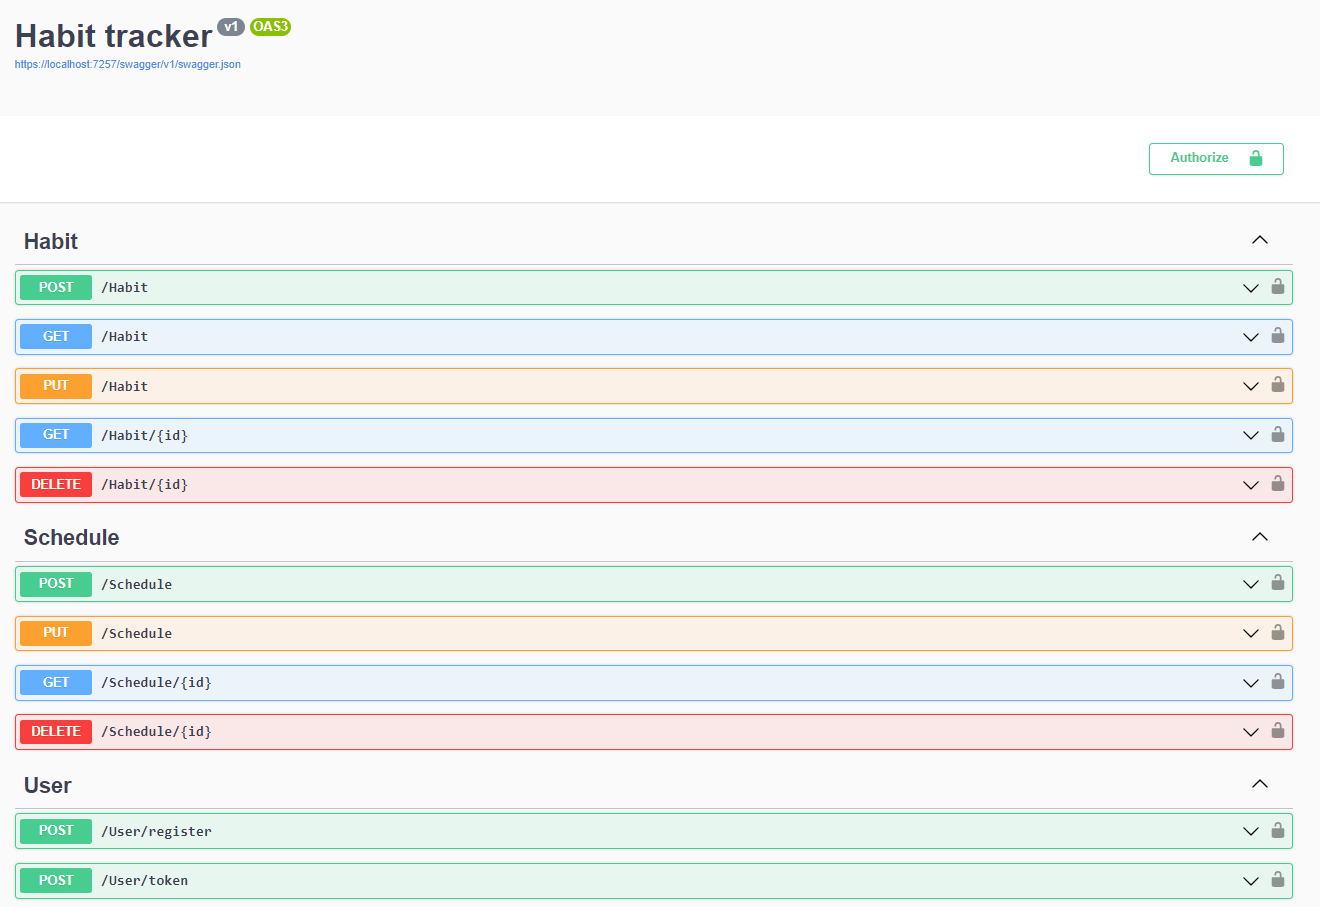 Habit tracker v1 OAS3
https://localhost:7257/swagger/v1/swagger.json
Authorize
Habit
POST /Habit
GET /Habit
PUT /Habit
GET /Habit/{id}
DELETE /Habit/{id}
Schedule
POST /Schedule
PUT /Schedule
GET /Schedule/{id}
DELETE /Schedule/{id}
User
POST /User/register
POST /User/token